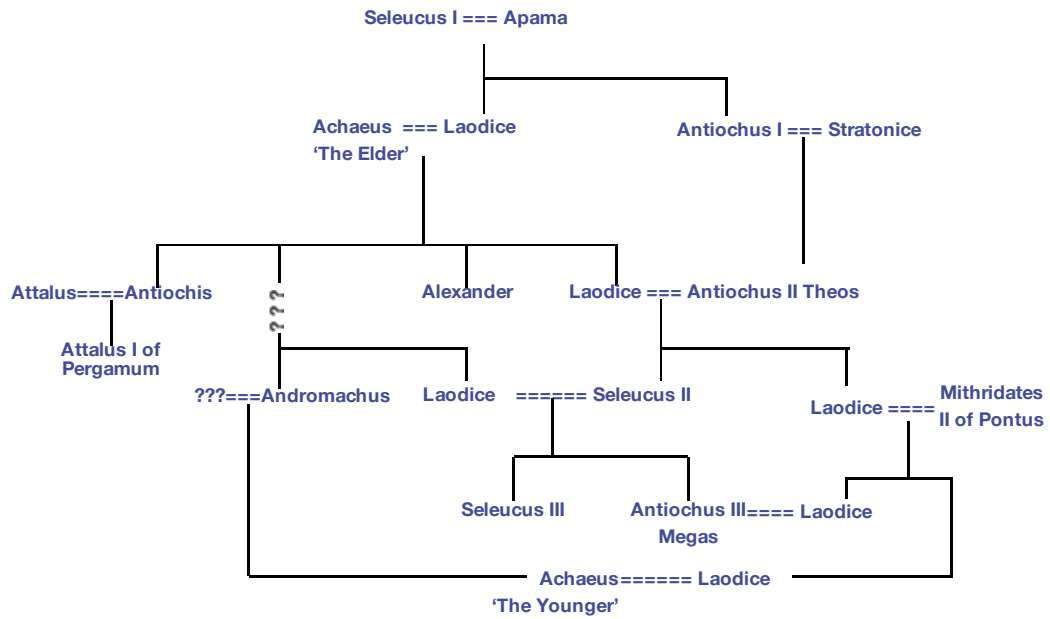 Seleucus I === Apama
Achaeus === Laodice
'The Elder'
Antiochus I === Stratonice
Attalus====Antiochis
???
Alexander
Laodice === Antiochus II Theos
Attalus I of
Pergamum
???===Andromachus
Laodice ====== Seleucus II
Laodice ====
Mithridates
II of Pontus
Seleucus III
Antiochus III==== Laodice
Megas
Achaeus====== Laodice
'The Younger'